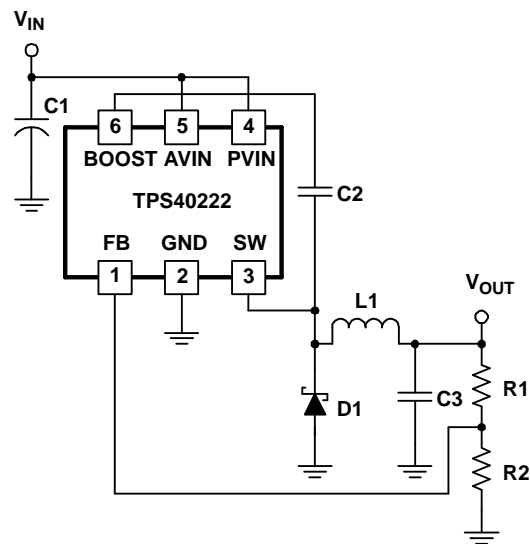 VIN
C1
6 5 4
BOOST AVIN PVIN
TPS40222
C2
FB GND SW
1 2 3
L1
VOUT
D1
C3
R1
R2